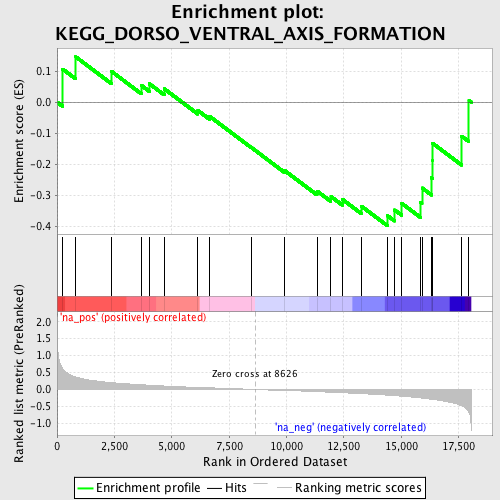 Enrichment plot:
KEGG_DORSO_VENTRAL_AXIS_FORMATION
Enrichment score (ES)
0.1
0.0
-0.1
-0.2
-0.3
-0.4
'na_pos' (positively correlated)
Ranked list metric (PreRanked)
2.0
1.5
1.0
0.5
0.0
-0.5
-1.0
Zero cross at 8626
'na_neg' (negatively correlated)
0
2,500
5,000
7,500
10,000
12,500
15,000
17,500
Rank in Ordered Dataset
Enrichment profile
Hits
Ranking metric scores